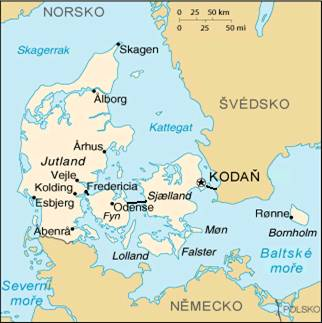 NORSKO
0 25 50 km
0 25 50 mi
Skagerrak
Skagen
Ålborg
ŠVÉDSKO
Kattegat
Århus
Jutland
Vejle
Fredericia
Kolding
KODAŇ
Esbjerg
Odense
Sjælland
Fyn
Åbenrå
Rønne
Møn
Bornholm
Lolland
Falster
Baltské
moře
Severní
moře
NĚMECKO
POLSKO